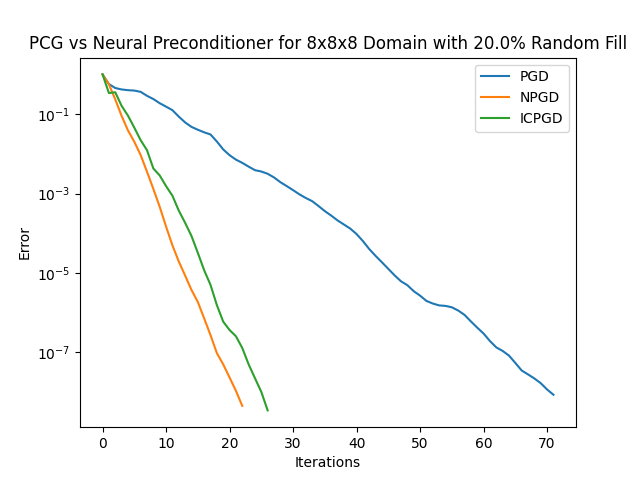 PCG vs Neural Preconditioner for 8x8x8 Domain with 20.0% Random Fill
PGD
NPGD
ICPGD
10⁻¹
10⁻³
10⁻⁵
10⁻⁷
Error
0 10 20 30 40 50 60 70
Iterations